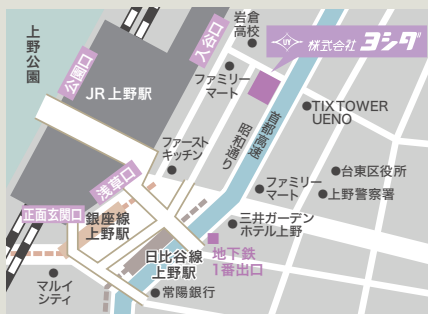 上野公園
公園口
JR上野駅
入谷口
岩倉
高校
UY
株式会社 ヨシダ
ファミリー
マート
首都高速
昭和通り
TIX TOWER
UENO
ファースト
キッチン
浅草口
台東区役所
上野警察署
ファミリー
マート
正面玄関口
銀座線
上野駅
三井ガーデン
ホテル上野
日比谷線
上野駅
地下鉄
1番出口
マルイ
シティ
常陽銀行